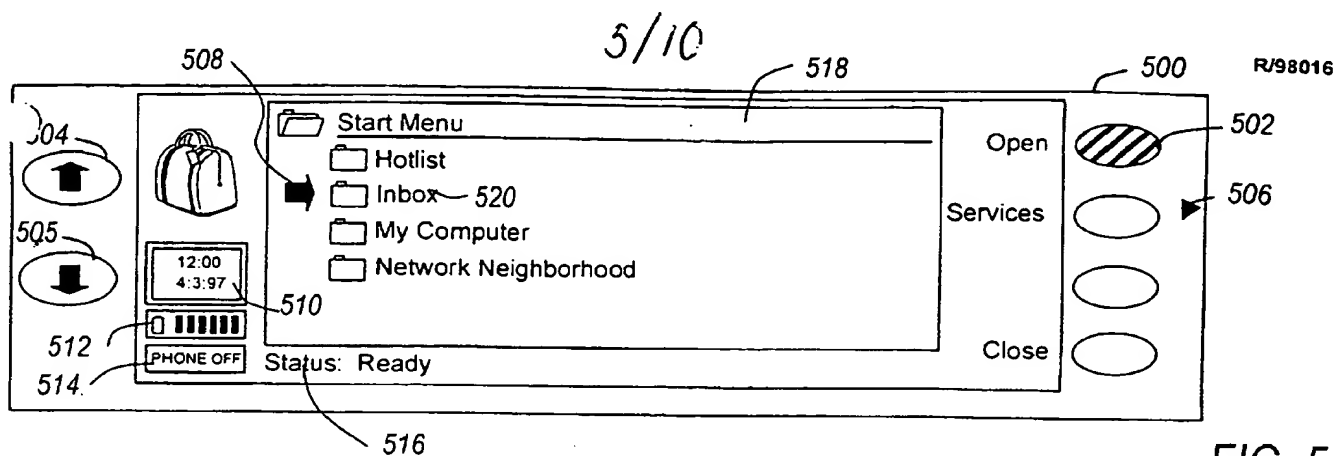 5/10
R/98016
508
518
500
504
Start Menu
Open
502
Hotlist
Inbox 520
Services
506
My Computer
505
Network Neighborhood
12:00
4:3:97
510
512
Close
PHONE OFF
Status: Ready
514
516
FIG. 5